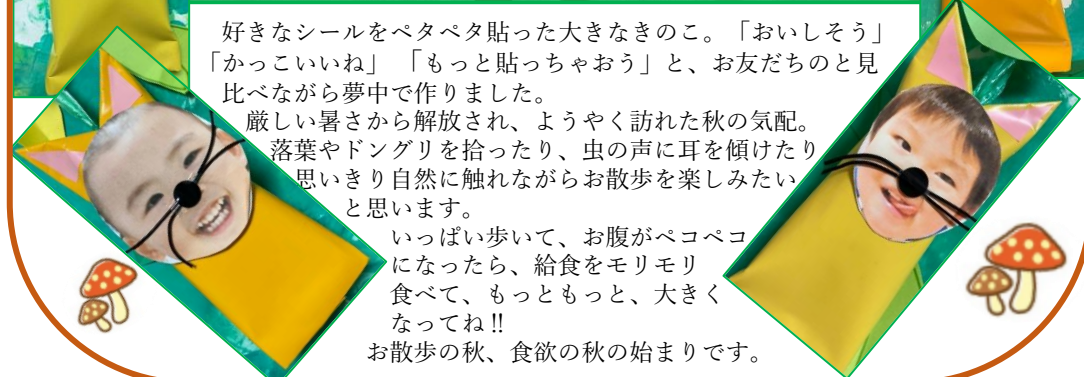 好きなシールをペタペタ貼った大きなきのこ。「おいしそう」
「かっこいいね」「もっと貼っちゃおう」と、お友だちのと見
比べながら夢中で作りました。
厳しい暑さから解放され、ようやく訪れた秋の気配。
落葉やドングリを拾ったり、虫の声に耳を傾けたり
思いきり自然に触れながらお散歩を楽しみたい
と思います。
いっぱい歩いて、お腹がペコペコ
になったら、給食をモリモリ
食べて、もっともっと、大きく
なってね!!
お散歩の秋、食欲の秋の始まりです。